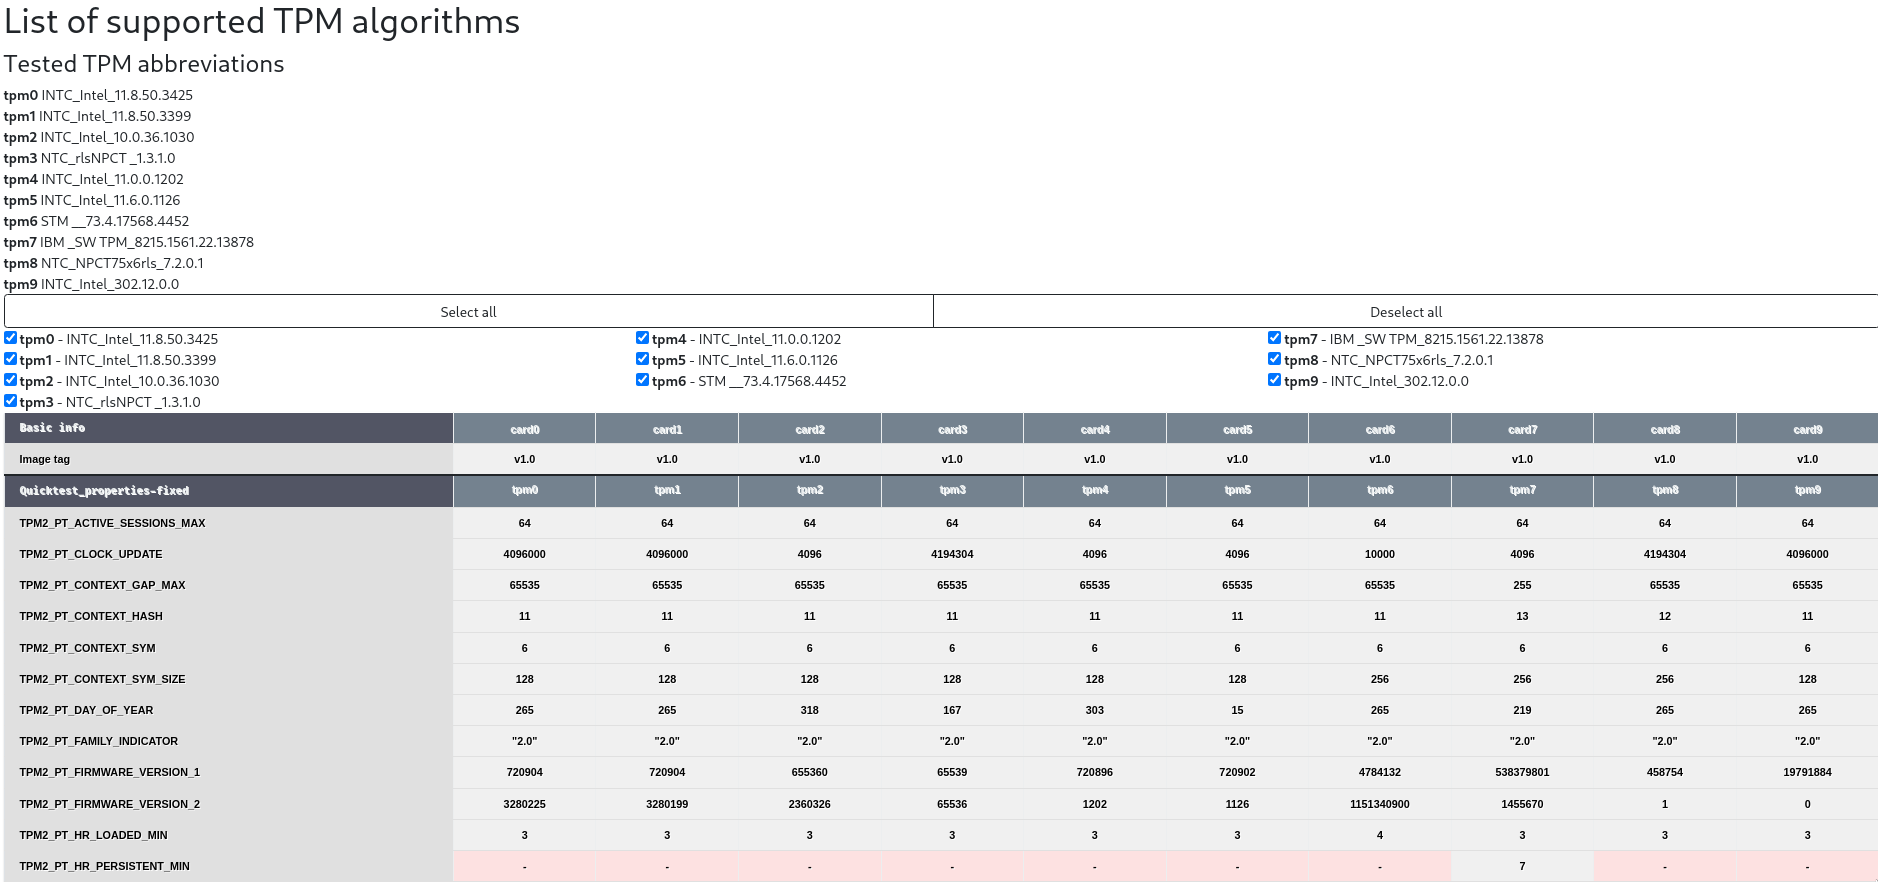 List of supported TPM algorithms
Tested TPM abbreviations
tpm0 INTC_Intel_11.8.50.3425
tpm1 INTC_Intel_11.8.50.3399
tpm2 INTC_Intel_10.0.36.1030
tpm3 NTC_rlsNPCT _1.3.1.0
tpm4 INTC_Intel_11.0.0.1202
tpm5 INTC_Intel_11.6.0.1126
tpm6 STM __73.4.17568.4452
tpm7 IBM _SW TPM_8215.1561.22.13878
tpm8 NTC_NPCT75x6rls_7.2.0.1
tpm9 INTC_Intel_302.12.0.0
Select all Deselect all
tpm0 - INTC_Intel_11.8.50.3425 tpm4 - INTC_Intel_11.0.0.1202 tpm7 - IBM _SW TPM_8215.1561.22.13878
tpm1 - INTC_Intel_11.8.50.3399 tpm5 - INTC_Intel_11.6.0.1126 tpm8 - NTC_NPCT75x6rls_7.2.0.1
tpm2 - INTC_Intel_10.0.36.1030 tpm6 - STM __73.4.17568.4452 tpm9 - INTC_Intel_302.12.0.0
tpm3 - NTC_rlsNPCT _1.3.1.0
Basic info card0 card1 card2 card3 card4 card5 card6 card7 card8 card9
Image tag v1.0 v1.0 v1.0 v1.0 v1.0 v1.0 v1.0 v1.0 v1.0 v1.0
Quicktest_properties-fixed tpm0 tpm1 tpm2 tpm3 tpm4 tpm5 tpm6 tpm7 tpm8 tpm9
TPM2_PT_ACTIVE_SESSIONS_MAX 64 64 64 64 64 64 64 64 64 64
TPM2_PT_CLOCK_UPDATE 4096000 4096000 4096 4194304 4096 4096 10000 4096 4194304 4096000
TPM2_PT_CONTEXT_GAP_MAX 65535 65535 65535 65535 65535 65535 65535 255 65535 65535
TPM2_PT_CONTEXT_HASH 11 11 11 11 11 11 11 13 12 11
TPM2_PT_CONTEXT_SYM 6 6 6 6 6 6 6 6 6 6
TPM2_PT_CONTEXT_SYM_SIZE 128 128 128 128 128 128 256 256 256 128
TPM2_PT_DAY_OF_YEAR 265 265 318 167 303 15 265 219 265 265
TPM2_PT_FAMILY_INDICATOR "2.0" "2.0" "2.0" "2.0" "2.0" "2.0" "2.0" "2.0" "2.0" "2.0"
TPM2_PT_FIRMWARE_VERSION_1 720904 720904 655360 65539 720896 720902 4784132 538379801 458754 19791884
TPM2_PT_FIRMWARE_VERSION_2 3280225 3280199 2360326 65536 1202 1126 1151340900 1455670 1 0
TPM2_PT_HR_LOADED_MIN 3 3 3 3 3 3 4 3 3 3
TPM2_PT_HR_PERSISTENT_MIN - - - - - - - 7 - -